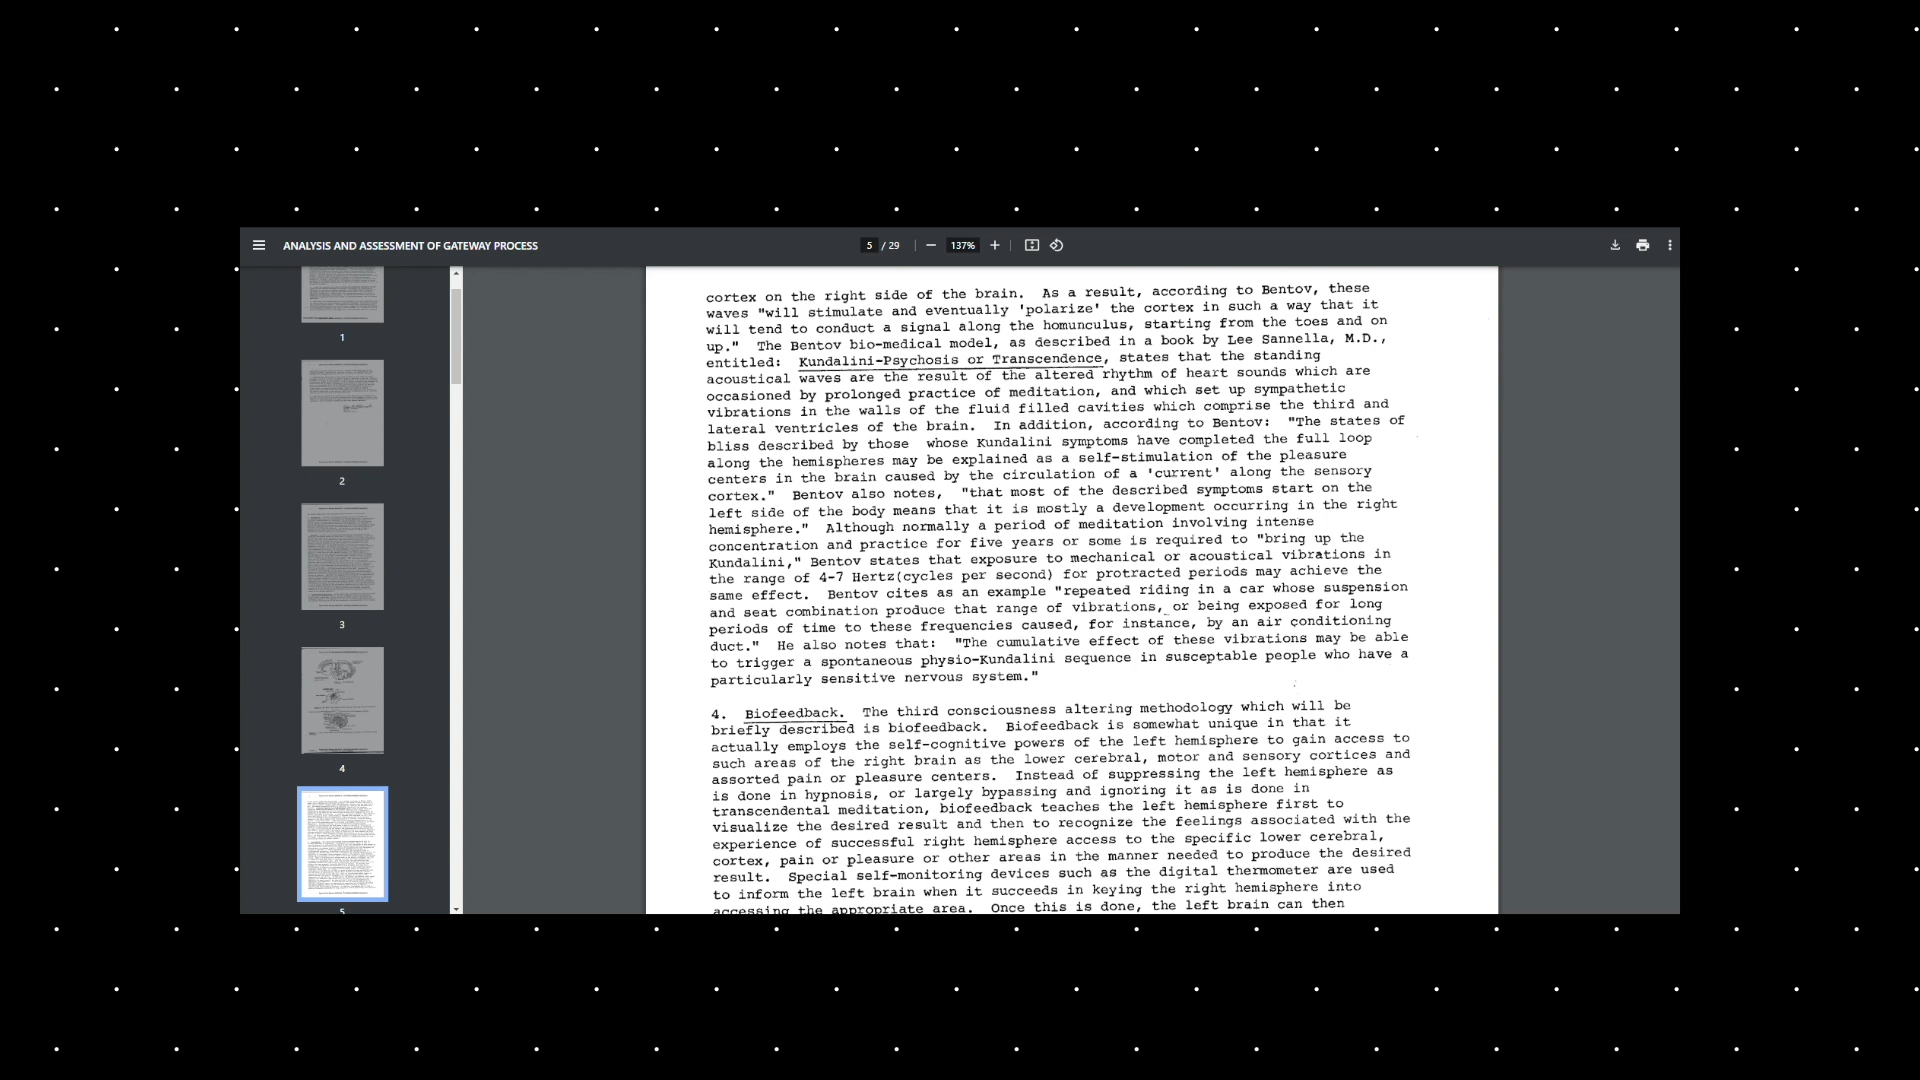 ANALYSIS AND ASSESSMENT OF GATEWAY PROCESS
5 / 29
137%
1
2
3
4
5
cortex on the right side of the brain. As a result, according to Bentov, these
waves "will stimulate and eventually 'polarize' the cortex in such a way that it
will tend to conduct a signal along the homunculus, starting from the toes and on
up." The Bentov bio-medical model, as described in a book by Lee Sannella, M.D.,
entitled: Kundalini-Psychosis or Transcendence, states that the standing
acoustical waves are the result of the altered rhythm of heart sounds which are
occasioned by prolonged practice of meditation, and which set up sympathetic
vibrations in the walls of the fluid filled cavities which comprise the third and
lateral ventricles of the brain. In addition, according to Bentov: "The states of
bliss described by those whose Kundalini symptoms have completed the full loop
along the hemispheres may be explained as a self-stimulation of the pleasure
centers in the brain caused by the circulation of a 'current' along the sensory
cortex." Bentov also notes, "that most of the described symptoms start on the
left side of the body means that it is mostly a development occurring in the right
hemisphere." Although normally a period of meditation involving intense
concentration and practice for five years or some is required to "bring up the
Kundalini," Bentov states that exposure to mechanical or acoustical vibrations in
the range of 4-7 Hertz(cycles per second) for protracted periods may achieve the
same effect. Bentov cites as an example "repeated riding in a car whose suspension
and seat combination produce that range of vibrations, or being exposed for long
periods of time to these frequencies caused, for instance, by an air conditioning
duct." He also notes that: "The cumulative effect of these vibrations may be able
to trigger a spontaneous physio-Kundalini sequence in susceptable people who have a
particularly sensitive nervous system."
4. Biofeedback. The third consciousness altering methodology which will be
briefly described is biofeedback. Biofeedback is somewhat unique in that it
actually employs the self-cognitive powers of the left hemisphere to gain access to
such areas of the right brain as the lower cerebral, motor and sensory cortices and
assorted pain or pleasure centers. Instead of suppressing the left hemisphere as
is done in hypnosis, or largely bypassing and ignoring it as is done in
transcendental meditation, biofeedback teaches the left hemisphere first to
visualize the desired result and then to recognize the feelings associated with the
experience of successful right hemisphere access to the specific lower cerebral,
cortex, pain or pleasure or other areas in the manner needed to produce the desired
result. Special self-monitoring devices such as the digital thermometer are used
to inform the left brain when it succeeds in keying the right hemisphere into
accessing the appropriate area. Once this is done, the left brain can then